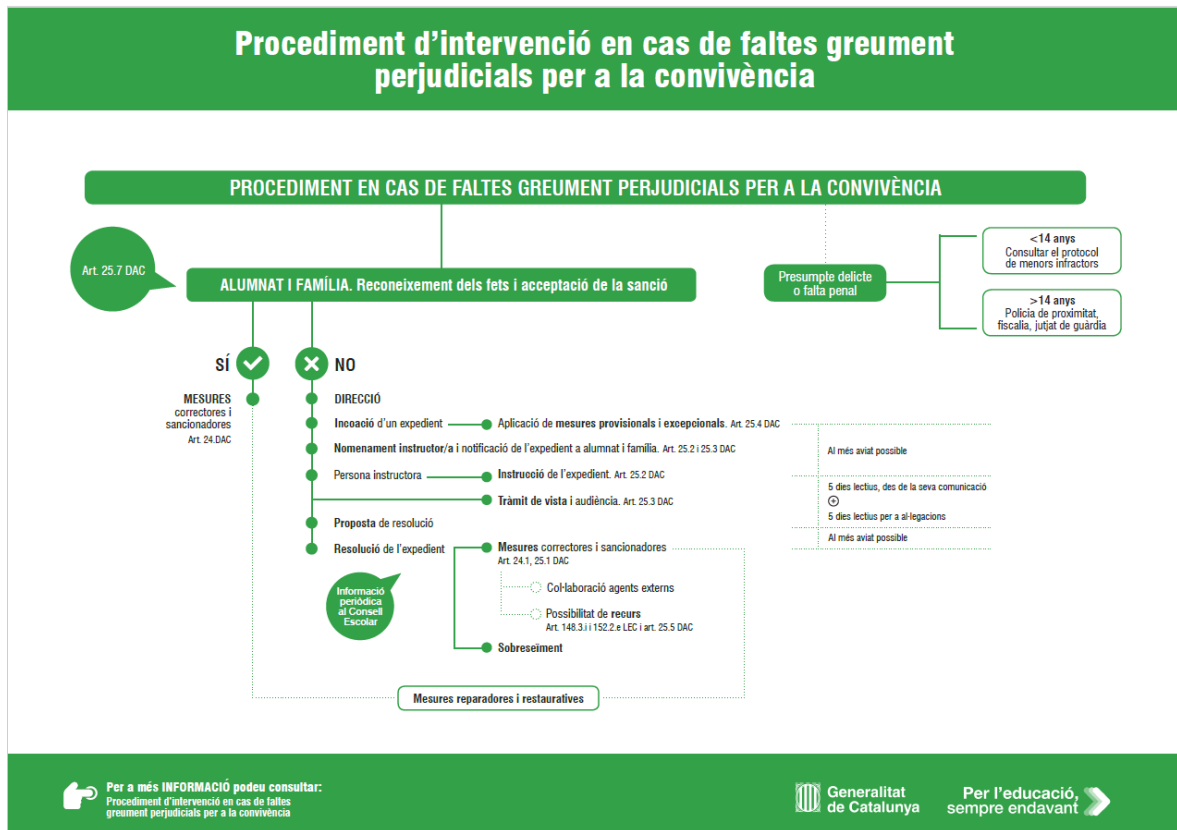 Procediment d'intervenció en cas de faltes greument
perjudicials per a la convivència
PROCEDIMENT EN CAS DE FALTES GREUMENT PERJUDICIALS PER A LA CONVIVÈNCIA
Art. 25.7 DAC
ALUMNAT I FAMÍLIA. Reconeixement dels fets i acceptació de la sanció
Presumpte delicte
o falta penal
<14 anys
Consultar el protocol
de menors infractors
>14 anys
Policia de proximitat,
fiscalia, jutjat de guàrdia
SÍ
NO
MESURES
correctores i
sancionadores
Art. 24.DAC
DIRECCIÓ
Incoació d'un expedient
Aplicació de mesures provisionals i excepcionals. Art. 25.4 DAC
Nomenament instructor/a i notificació de l'expedient a alumnat i família. Art. 25.2 i 25.3 DAC
Al més aviat possible
Persona instructora
Instrucció de l'expedient. Art. 25.2 DAC
Tràmit de vista i audiència. Art. 25.3 DAC
5 dies lectius, des de la seva comunicació
+
5 dies lectius per a al·legacions
Proposta de resolució
Al més aviat possible
Resolució de l'expedient
Mesures correctores i sancionadores
Art. 24.1, 25.1 DAC
Col·laboració agents externs
Possibilitat de recurs
Art. 148.3.i i 152.2.e LEC i art. 25.5 DAC
Sobreseïment
Informació
periòdica
al Consell
Escolar
Mesures reparadores i restauratives
Per a més INFORMACIÓ podeu consultar:
Procediment d'intervenció en cas de faltes
greument perjudicials per a la convivència
Generalitat
de Catalunya
Per l'educació,
sempre endavant